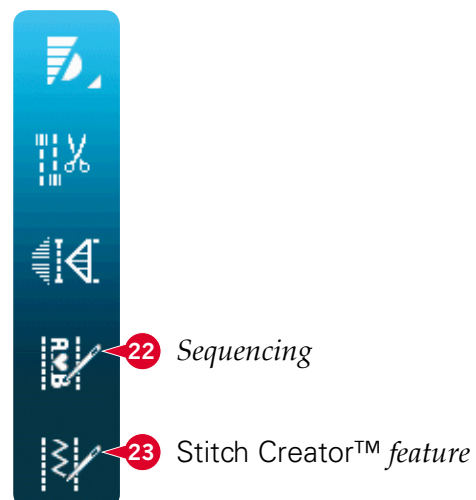 A♥B
22 Sequencing
23 Stitch Creator™ feature